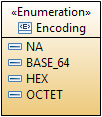 «Enumeration»
Encoding
NA
BASE_64
HEX
OCTET